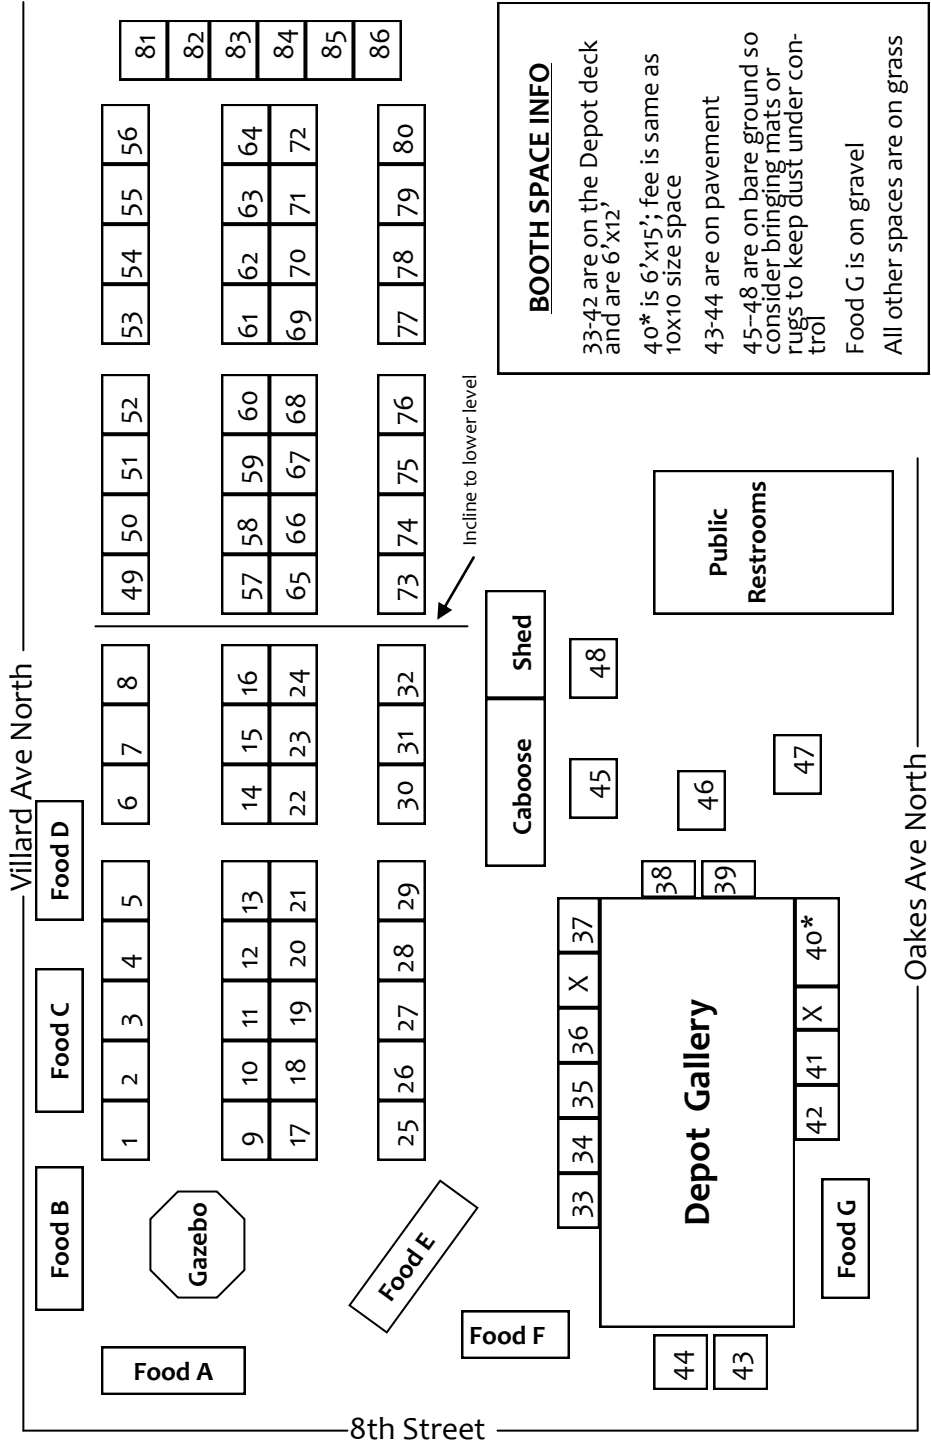 Villard Ave North
Food B
Food C
Food D
Food A
Gazebo
1
2
3
4
5
6
7
8
49
50
51
52
53
54
55
56
9
10
11
12
13
14
15
16
57
58
59
60
61
62
63
64
17
18
19
20
21
22
23
24
65
66
67
68
69
70
71
72
25
26
27
28
29
30
31
32
73
74
75
76
77
78
79
80
81
82
83
84
85
86
Food E
Food F
Incline to lower level
Caboose
Shed
33
34
35
36
X
37
45
48
Depot Gallery
38
39
46
47
44
43
42
41
X
40*
Food G
Public
Restrooms
BOOTH SPACE INFO
33-42 are on the Depot deck
and are 6’x12’
40* is 6’x15’; fee is same as
10x10 size space
43-44 are on pavement
45--48 are on bare ground so
consider bringing mats or
rugs to keep dust under con-
trol
Food G is on gravel
All other spaces are on grass
8th Street
Oakes Ave North